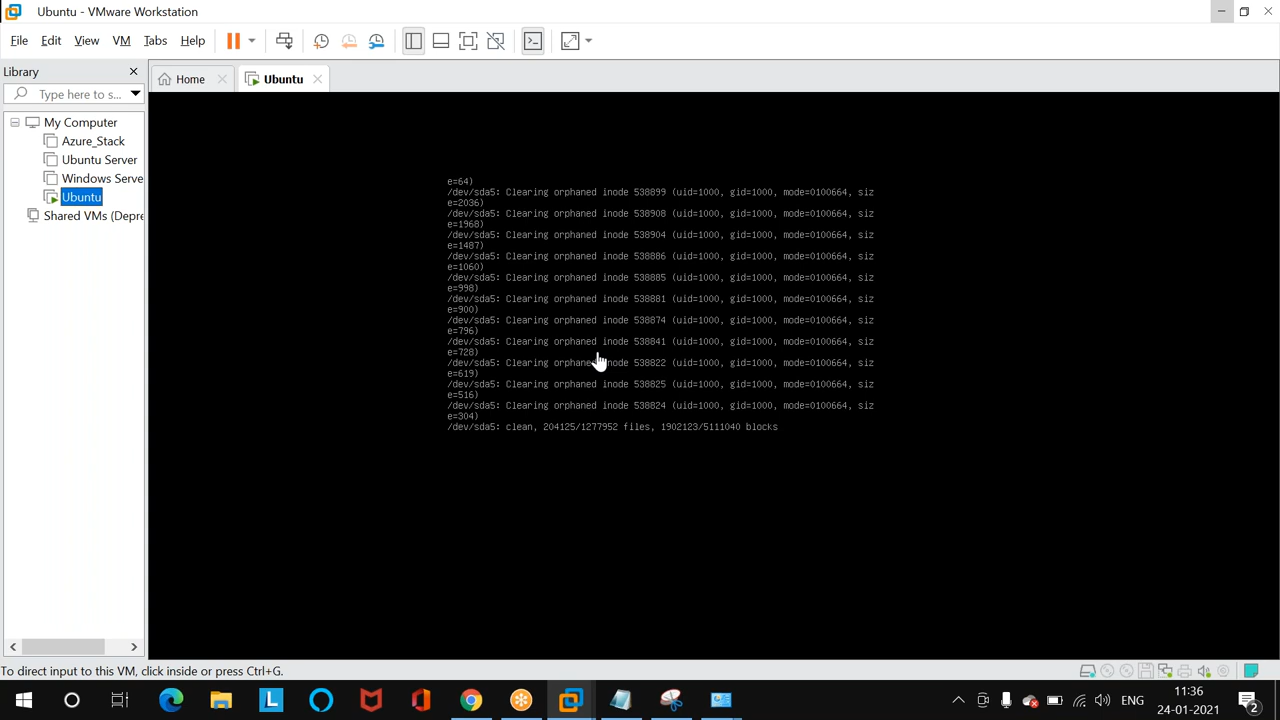 Ubuntu - VMware Workstation
File Edit View VM Tabs Help
Library
Home
Ubuntu
Type here to s...
My Computer
Azure_Stack
Ubuntu Server
Windows Serve
Ubuntu
Shared VMs (Depre
e=64)
/dev/sda5: Clearing orphaned inode 538899 (uid=1000, gid=1000, mode=0100664, siz
e=2036)
/dev/sda5: Clearing orphaned inode 538908 (uid=1000, gid=1000, mode=0100664, siz
e=1968)
/dev/sda5: Clearing orphaned inode 538904 (uid=1000, gid=1000, mode=0100664, siz
e=1487)
/dev/sda5: Clearing orphaned inode 538886 (uid=1000, gid=1000, mode=0100664, siz
e=1060)
/dev/sda5: Clearing orphaned inode 538885 (uid=1000, gid=1000, mode=0100664, siz
e=998)
/dev/sda5: Clearing orphaned inode 538881 (uid=1000, gid=1000, mode=0100664, siz
e=900)
/dev/sda5: Clearing orphaned inode 538874 (uid=1000, gid=1000, mode=0100664, siz
e=796)
/dev/sda5: Clearing orphaned inode 538841 (uid=1000, gid=1000, mode=0100664, siz
e=728)
/dev/sda5: Clearing orphaned inode 538822 (uid=1000, gid=1000, mode=0100664, siz
e=619)
/dev/sda5: Clearing orphaned inode 538825 (uid=1000, gid=1000, mode=0100664, siz
e=516)
/dev/sda5: Clearing orphaned inode 538824 (uid=1000, gid=1000, mode=0100664, siz
e=304)
/dev/sda5: clean, 204125/1277952 files, 1902123/5111040 blocks
To direct input to this VM, click inside or press Ctrl+G.
L
ENG
11:36
24-01-2021
2